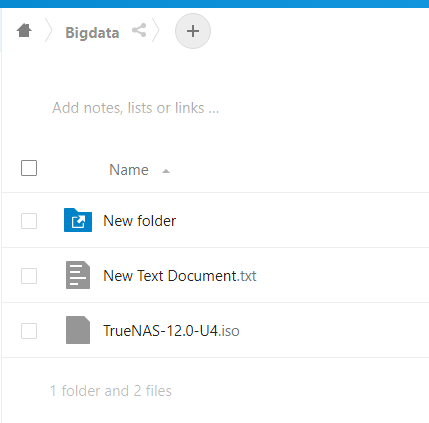 Bigdata
Add notes, lists or links ...
Name
New folder
New Text Document.txt
TrueNAS-12.0-U4.iso
1 folder and 2 files